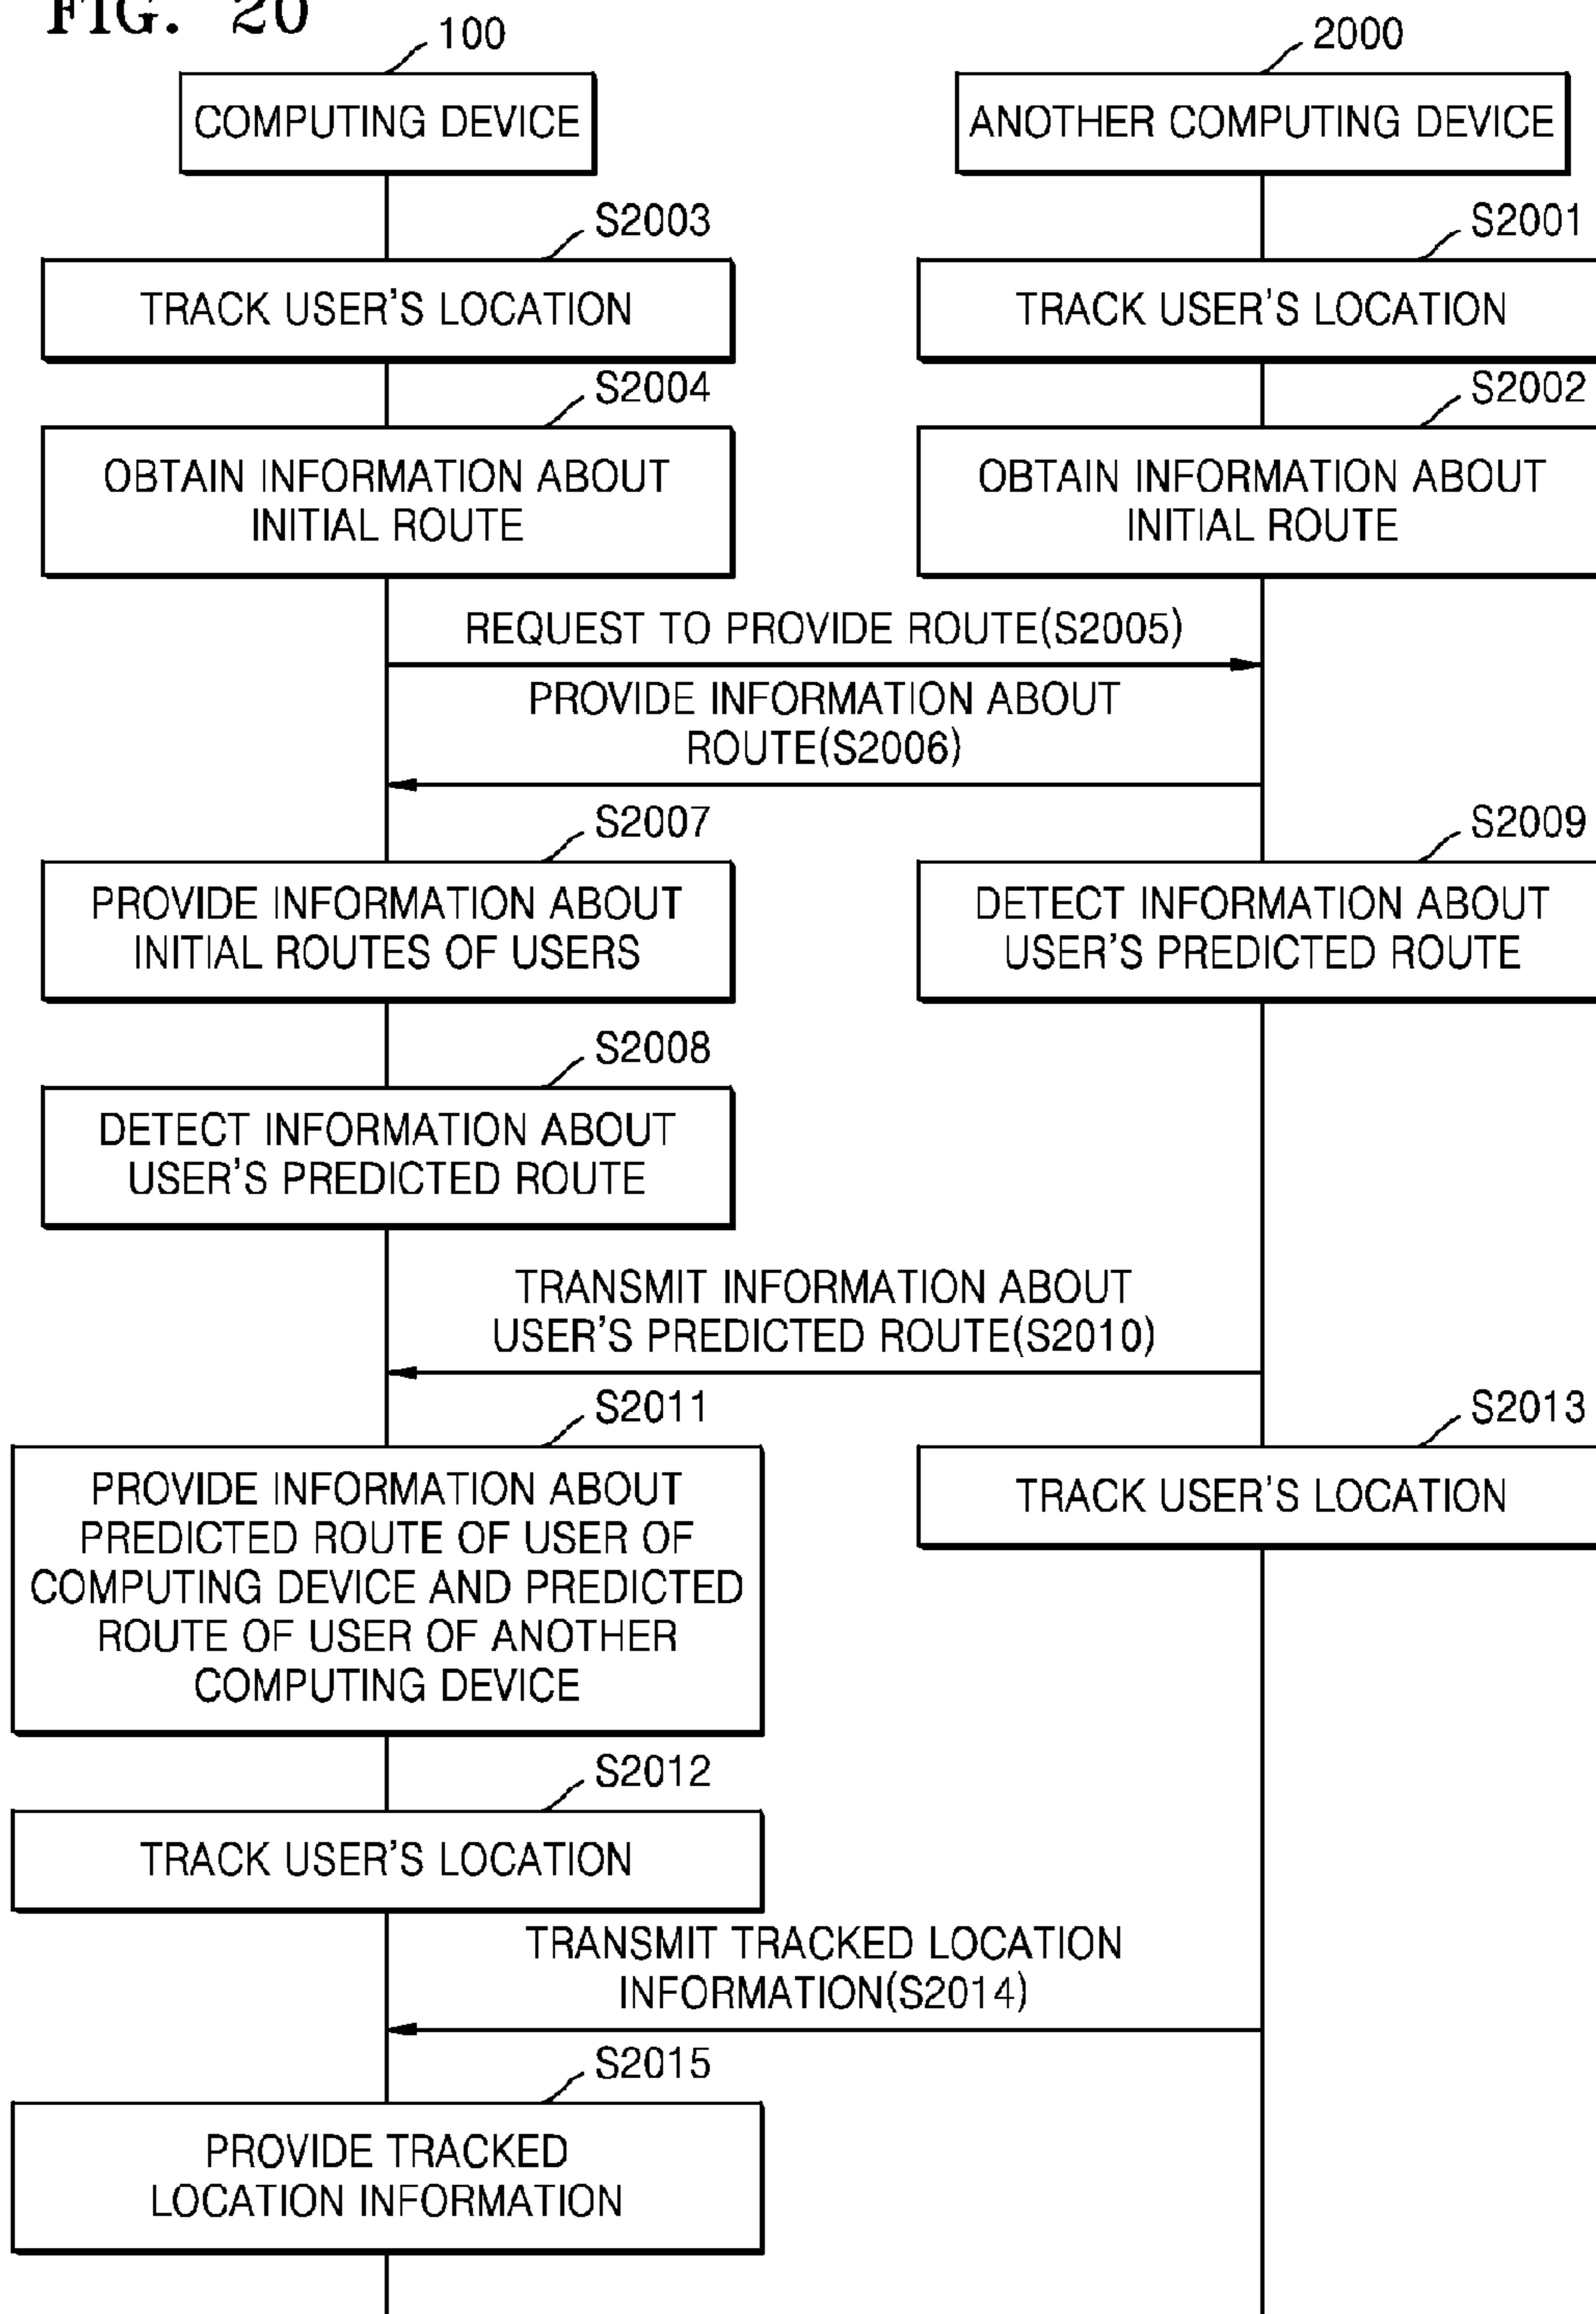 FIG. 20
100
2000
COMPUTING DEVICE
ANOTHER COMPUTING DEVICE
S2003
S2001
TRACK USER'S LOCATION
TRACK USER'S LOCATION
S2004
S2002
OBTAIN INFORMATION ABOUT
INITIAL ROUTE
OBTAIN INFORMATION ABOUT
INITIAL ROUTE
REQUEST TO PROVIDE ROUTE(S2005)
PROVIDE INFORMATION ABOUT
ROUTE(S2006)
S2007
S2009
PROVIDE INFORMATION ABOUT
INITIAL ROUTES OF USERS
DETECT INFORMATION ABOUT
USER'S PREDICTED ROUTE
S2008
DETECT INFORMATION ABOUT
USER'S PREDICTED ROUTE
TRANSMIT INFORMATION ABOUT
USER'S PREDICTED ROUTE(S2010)
S2011
S2013
PROVIDE INFORMATION ABOUT
PREDICTED ROUTE OF USER OF
COMPUTING DEVICE AND PREDICTED
ROUTE OF USER OF ANOTHER
COMPUTING DEVICE
TRACK USER'S LOCATION
S2012
TRACK USER'S LOCATION
TRANSMIT TRACKED LOCATION
INFORMATION(S2014)
S2015
PROVIDE TRACKED
LOCATION INFORMATION